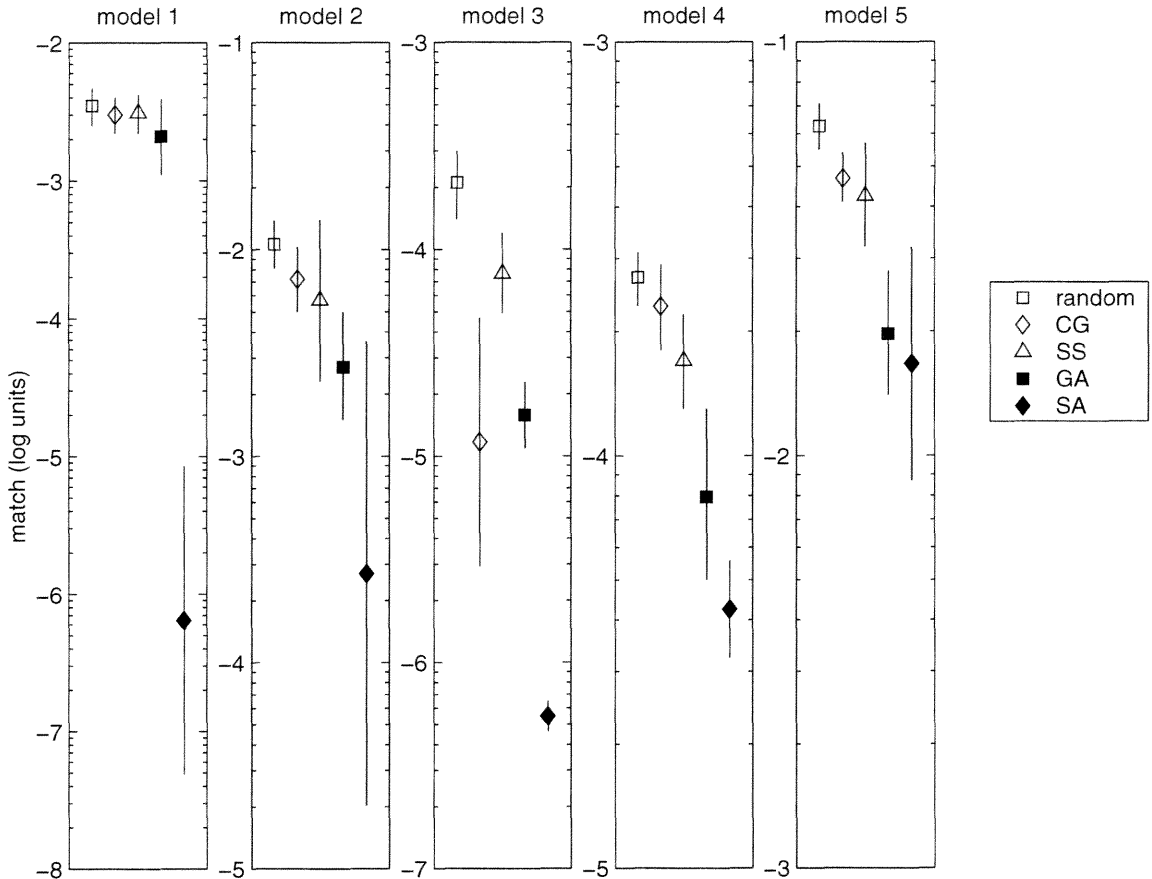 model 1
model 2
model 3
model 4
model 5
match (log units)
−2
−3
−4
−5
−6
−7
−8
−1
−2
−3
−4
−5
−3
−4
−5
−6
−7
−3
−4
−5
−1
−2
−3
random
CG
SS
GA
SA